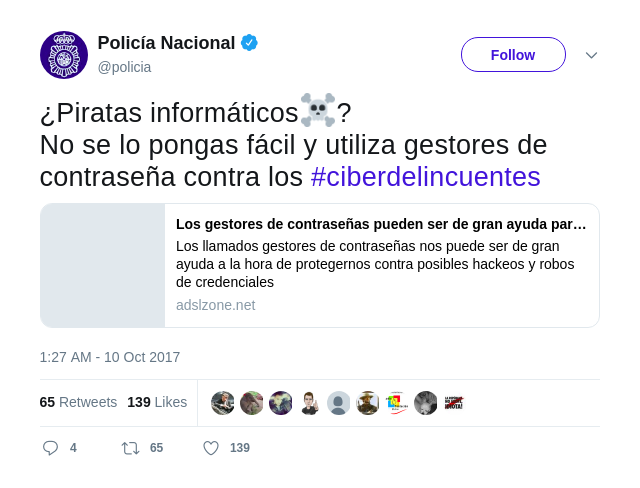 Policía Nacional
@policia
Follow
¿Piratas informáticos☠️?
No se lo pongas fácil y utiliza gestores de
contraseña contra los #ciberdelincuentes
Los gestores de contraseñas pueden ser de gran ayuda par…
Los llamados gestores de contraseñas nos puede ser de gran
ayuda a la hora de protegernos contra posibles hackeos y robos
de credenciales
adslzone.net
1:27 AM - 10 Oct 2017
65 Retweets 139 Likes
4 65 139